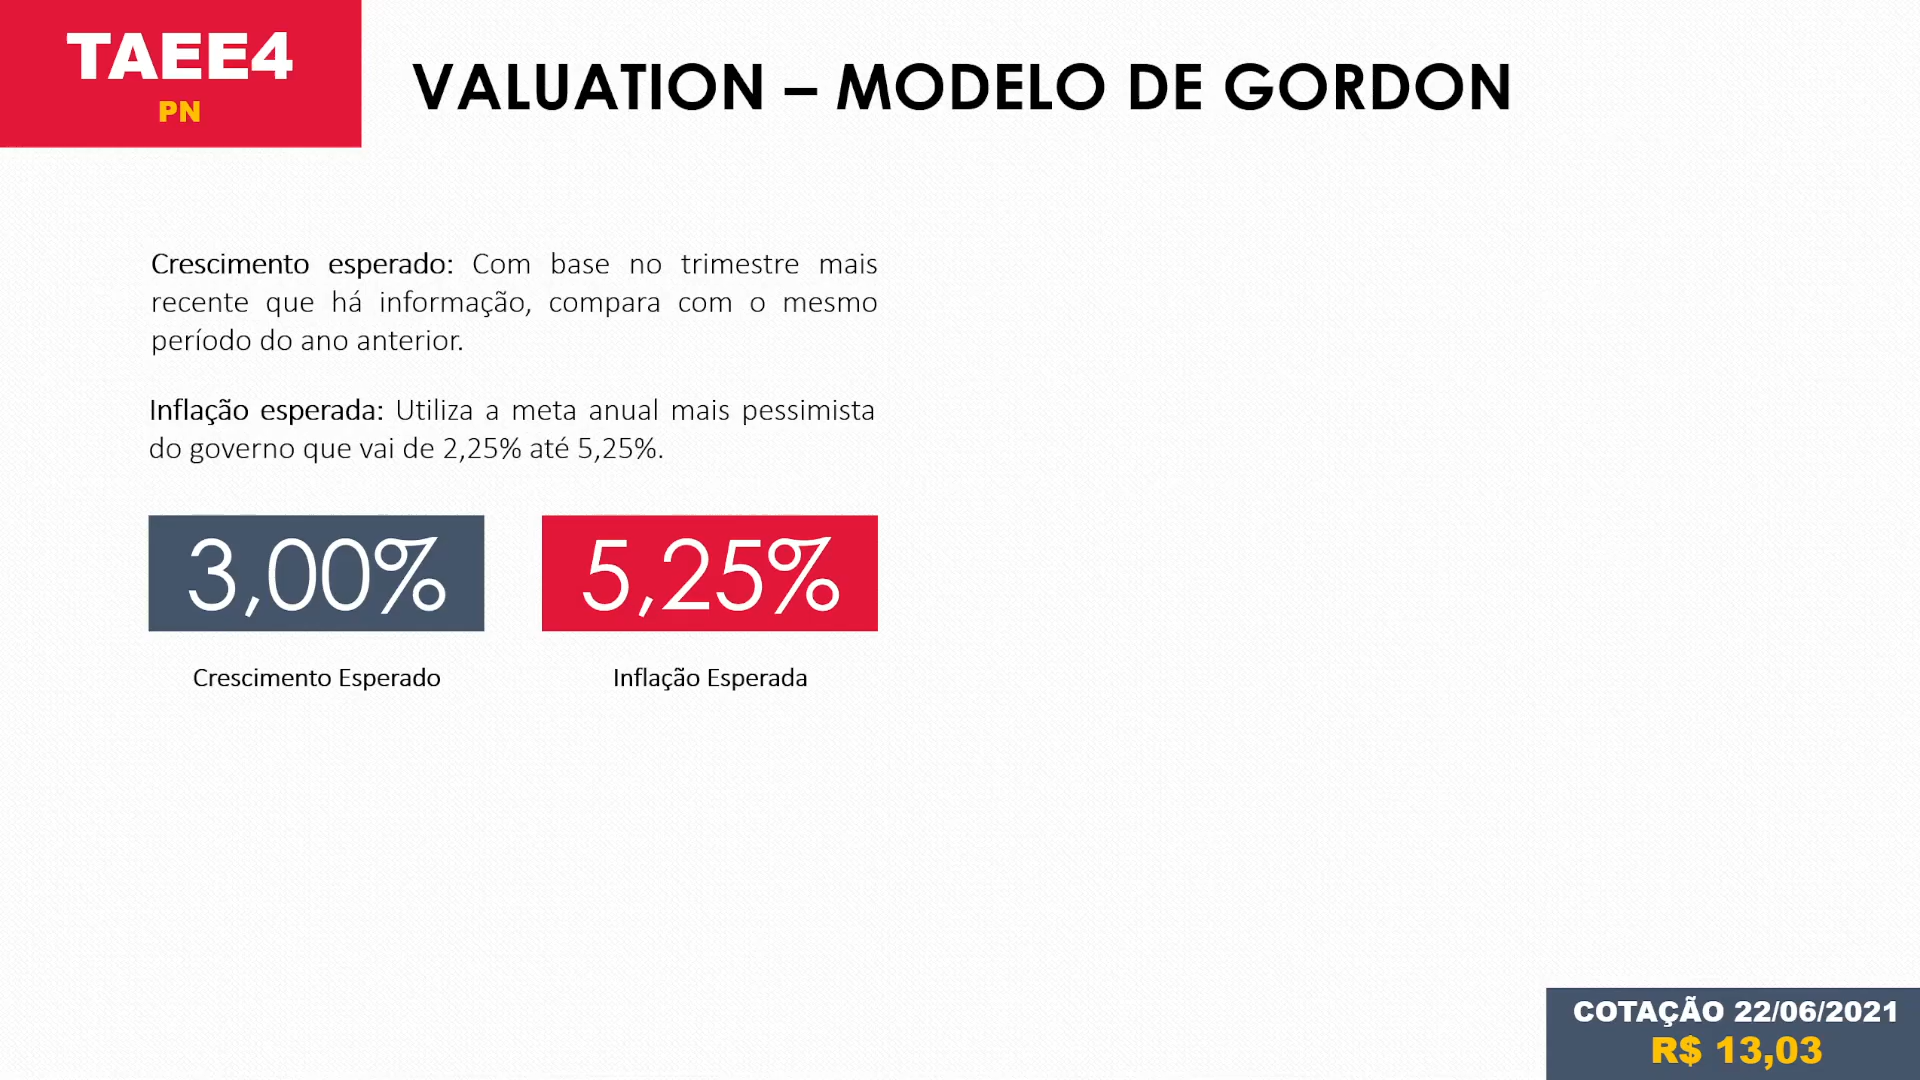 TAEE4
PN
VALUATION – MODELO DE GORDON
Crescimento esperado: Com base no trimestre mais
recente que há informação, compara com o mesmo
período do ano anterior.
Inflação esperada: Utiliza a meta anual mais pessimista
do governo que vai de 2,25% até 5,25%.
3,00%
5,25%
Crescimento Esperado
Inflação Esperada
COTAÇÃO 22/06/2021
R$ 13,03